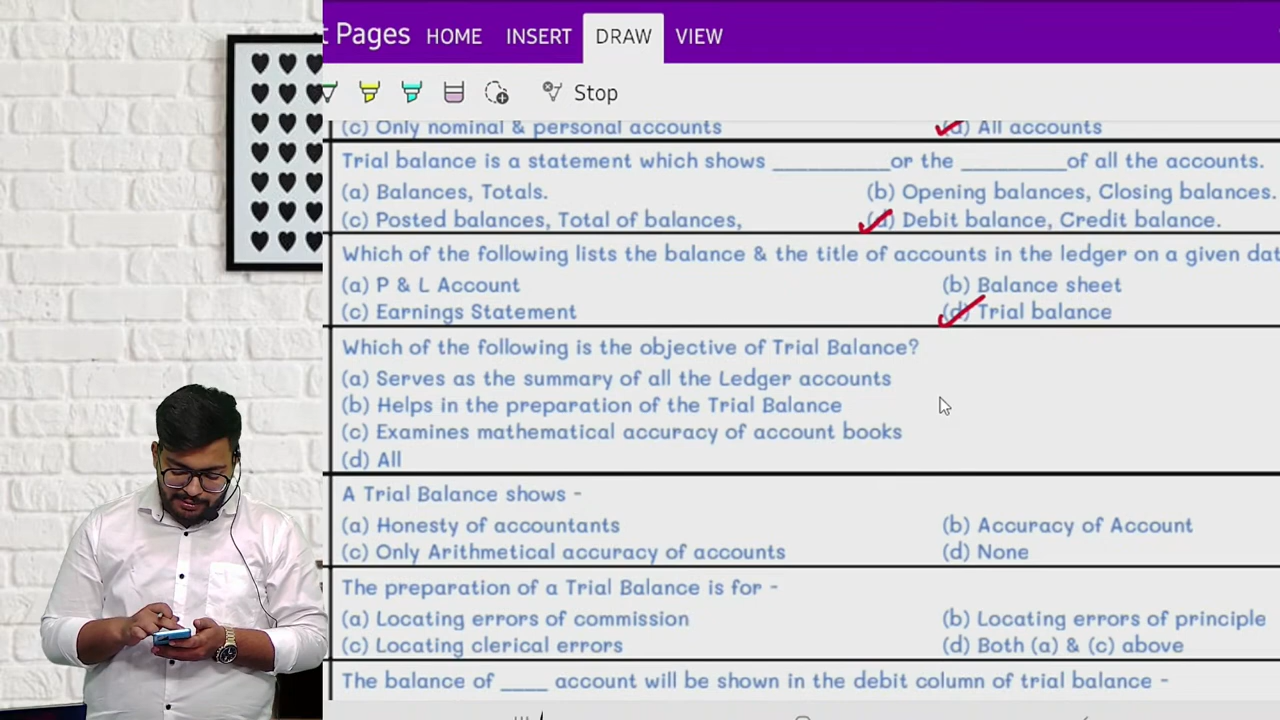 t Pages HOME INSERT DRAW VIEW
Stop
(c) Only nominal & personal accounts (d) All accounts
Trial balance is a statement which shows __________or the _________of all the accounts.
(a) Balances, Totals. (b) Opening balances, Closing balances.
(c) Posted balances, Total of balances, (d) Debit balance, Credit balance.
Which of the following lists the balance & the title of accounts in the ledger on a given dat
(a) P & L Account (b) Balance sheet
(c) Earnings Statement (d) Trial balance
Which of the following is the objective of Trial Balance?
(a) Serves as the summary of all the Ledger accounts
(b) Helps in the preparation of the Trial Balance
(c) Examines mathematical accuracy of account books
(d) All
A Trial Balance shows -
(a) Honesty of accountants (b) Accuracy of Account
(c) Only Arithmetical accuracy of accounts (d) None
The preparation of a Trial Balance is for -
(a) Locating errors of commission (b) Locating errors of principle
(c) Locating clerical errors (d) Both (a) & (c) above
The balance of ____ account will be shown in the debit column of trial balance -